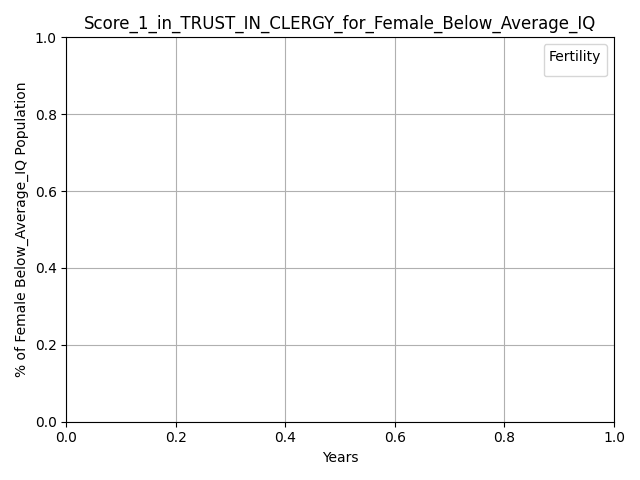 Score_1_in_TRUST_IN_CLERGY_for_Female_Below_Average_IQ
Fertility
% of Female Below_Average_IQ Population
1.0
0.8
0.6
0.4
0.2
0.0
0.0 0.2 0.4 0.6 0.8 1.0
Years